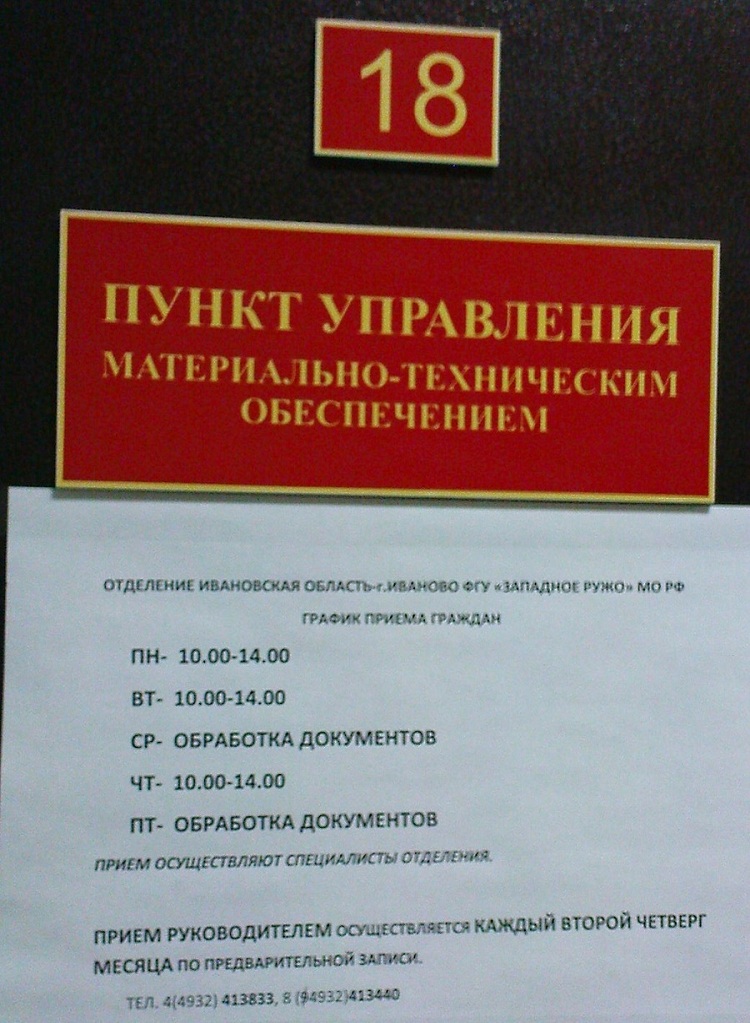 18
ПУНКТ УПРАВЛЕНИЯ
МАТЕРИАЛЬНО-ТЕХНИЧЕСКИМ
ОБЕСПЕЧЕНИЕМ
ОТДЕЛЕНИЕ ИВАНОВСКАЯ ОБЛАСТЬ-г.ИВАНОВО ФГУ «ЗАПАДНОЕ РУЖО» МО РФ
ГРАФИК ПРИЕМА ГРАЖДАН
ПН- 10.00-14.00
ВТ- 10.00-14.00
СР- ОБРАБОТКА ДОКУМЕНТОВ
ЧТ- 10.00-14.00
ПТ- ОБРАБОТКА ДОКУМЕНТОВ
ПРИЕМ ОСУЩЕСТВЛЯЮТ СПЕЦИАЛИСТЫ ОТДЕЛЕНИЯ.
ПРИЕМ РУКОВОДИТЕЛЕМ ОСУЩЕСТВЛЯЕТСЯ КАЖДЫЙ ВТОРОЙ ЧЕТВЕРГ
МЕСЯЦА ПО ПРЕДВАРИТЕЛЬНОЙ ЗАПИСИ.
ТЕЛ. 4(4932) 413833, 8 (94932)413440